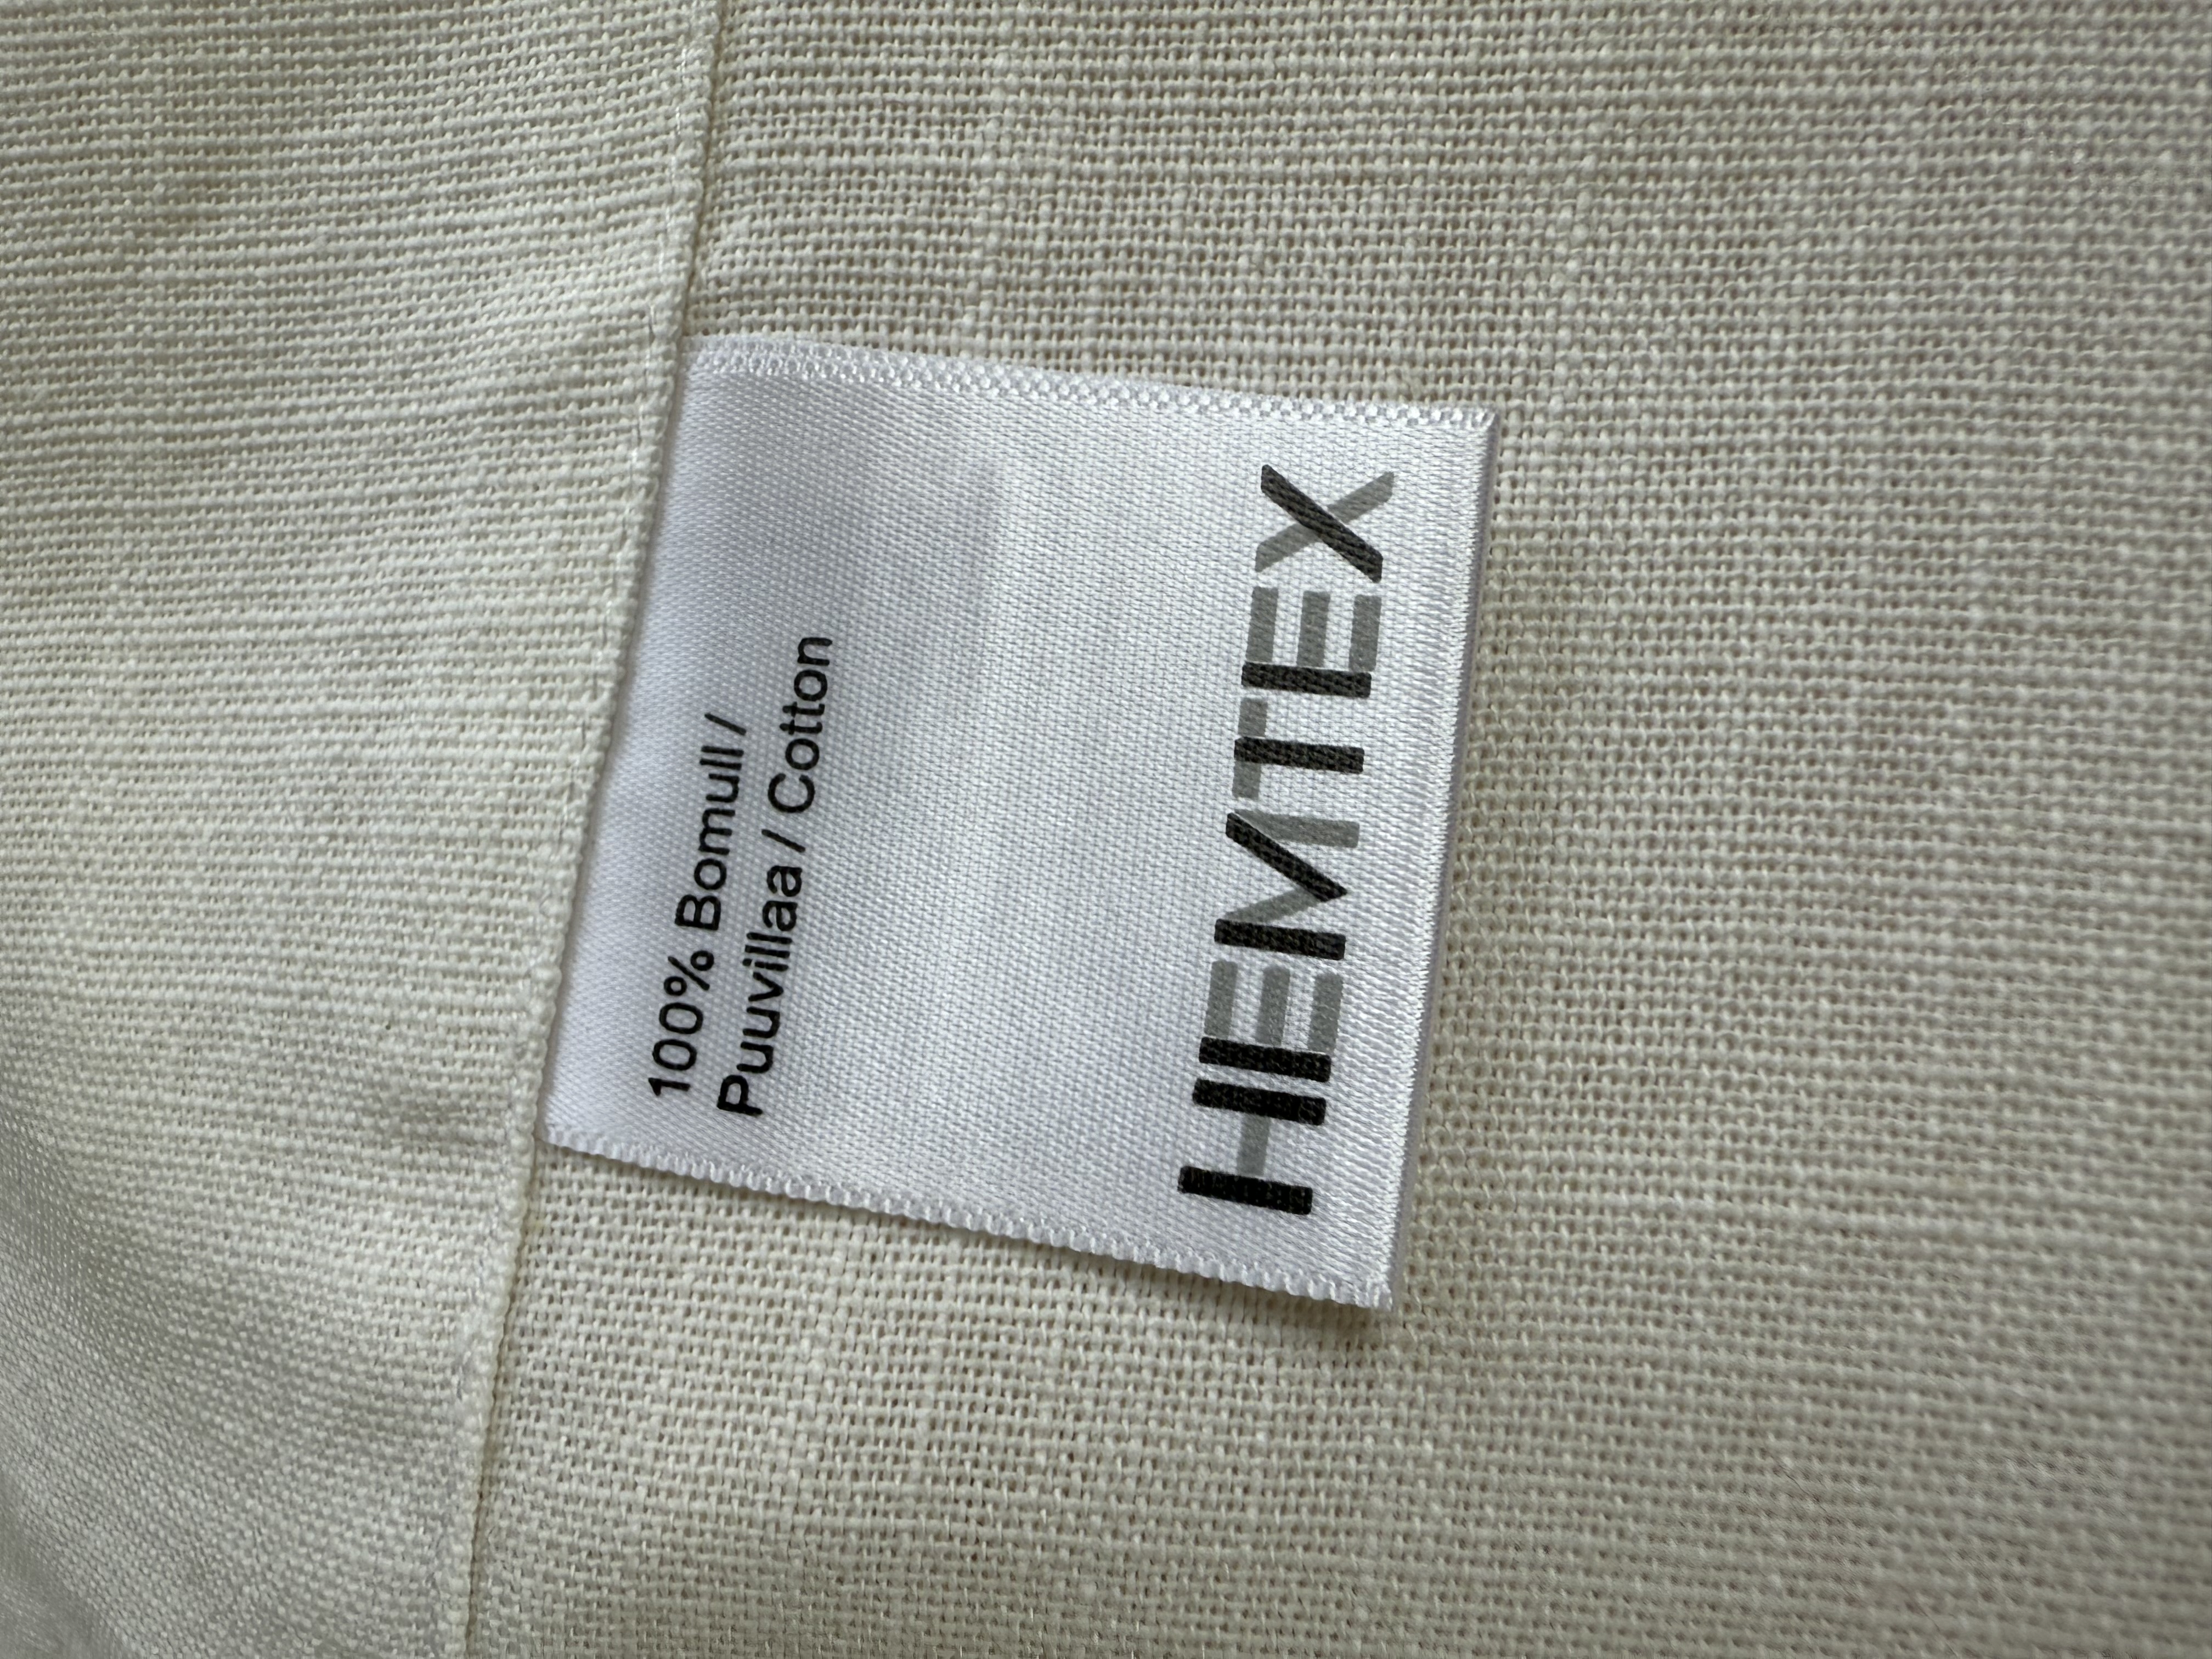 100% Bomull /
Puuvillaa / Cotton
HEMTEX